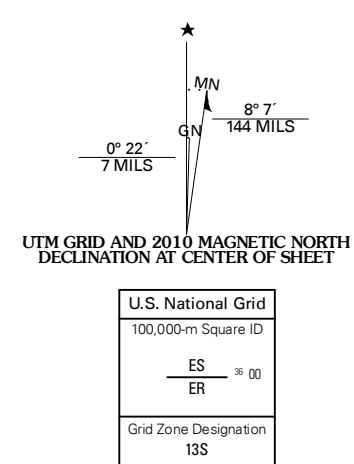 ★
MN
8° 7´
144 MILS
GN
0° 22´
7 MILS
UTM GRID AND 2010 MAGNETIC NORTH
DECLINATION AT CENTER OF SHEET
U.S. National Grid
100,000-m Square ID
ES
36 00
ER
Grid Zone Designation
13S